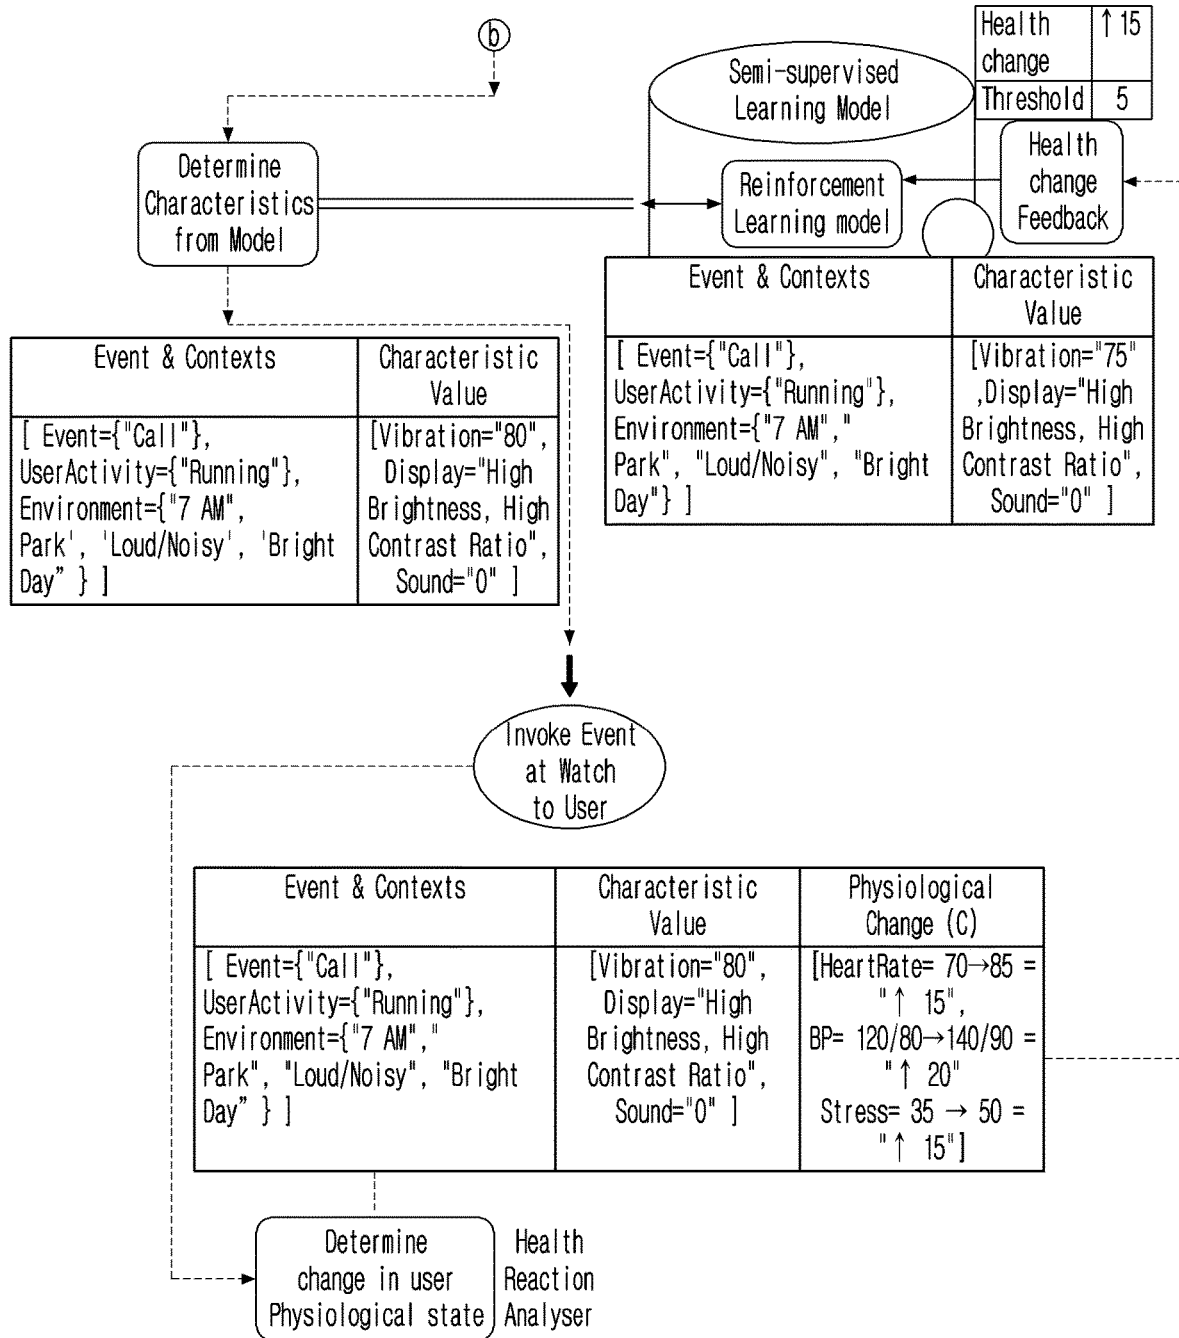 b
Health
change
↑ 15
Threshold
5
Semi-supervised
Learning Model
Determine
Characteristics
from Model
Reinforcement
Learning model
Health
change
Feedback
Event & Contexts
Characteristic
Value
[ Event={"Call"},
UserActivity={"Running"},
Environment={"7 AM","
Park", "Loud/Noisy", "Bright
Day"} ]
[Vibration="75"
,Display="High
Brightness, High
Contrast Ratio",
Sound="0" ]
Event & Contexts
Characteristic
Value
[ Event={"Call"},
UserActivity={"Running"},
Environment={"7 AM",
Park', 'Loud/Noisy', 'Bright
Day” } ]
[Vibration="80",
Display="High
Brightness, High
Contrast Ratio",
Sound="0" ]
Invoke Event
at Watch
to User
Event & Contexts
Characteristic
Value
Physiological
Change (C)
[ Event={"Call"},
UserActivity={"Running"},
Environment={"7 AM","
Park", "Loud/Noisy", "Bright
Day” } ]
[Vibration="80",
Display="High
Brightness, High
Contrast Ratio",
Sound="0" ]
[HeartRate= 70→85 =
"↑ 15",
BP= 120/80→140/90 =
"↑ 20"
Stress= 35 → 50 =
"↑ 15"]
Determine
change in user
Physiological state
Health
Reaction
Analyser